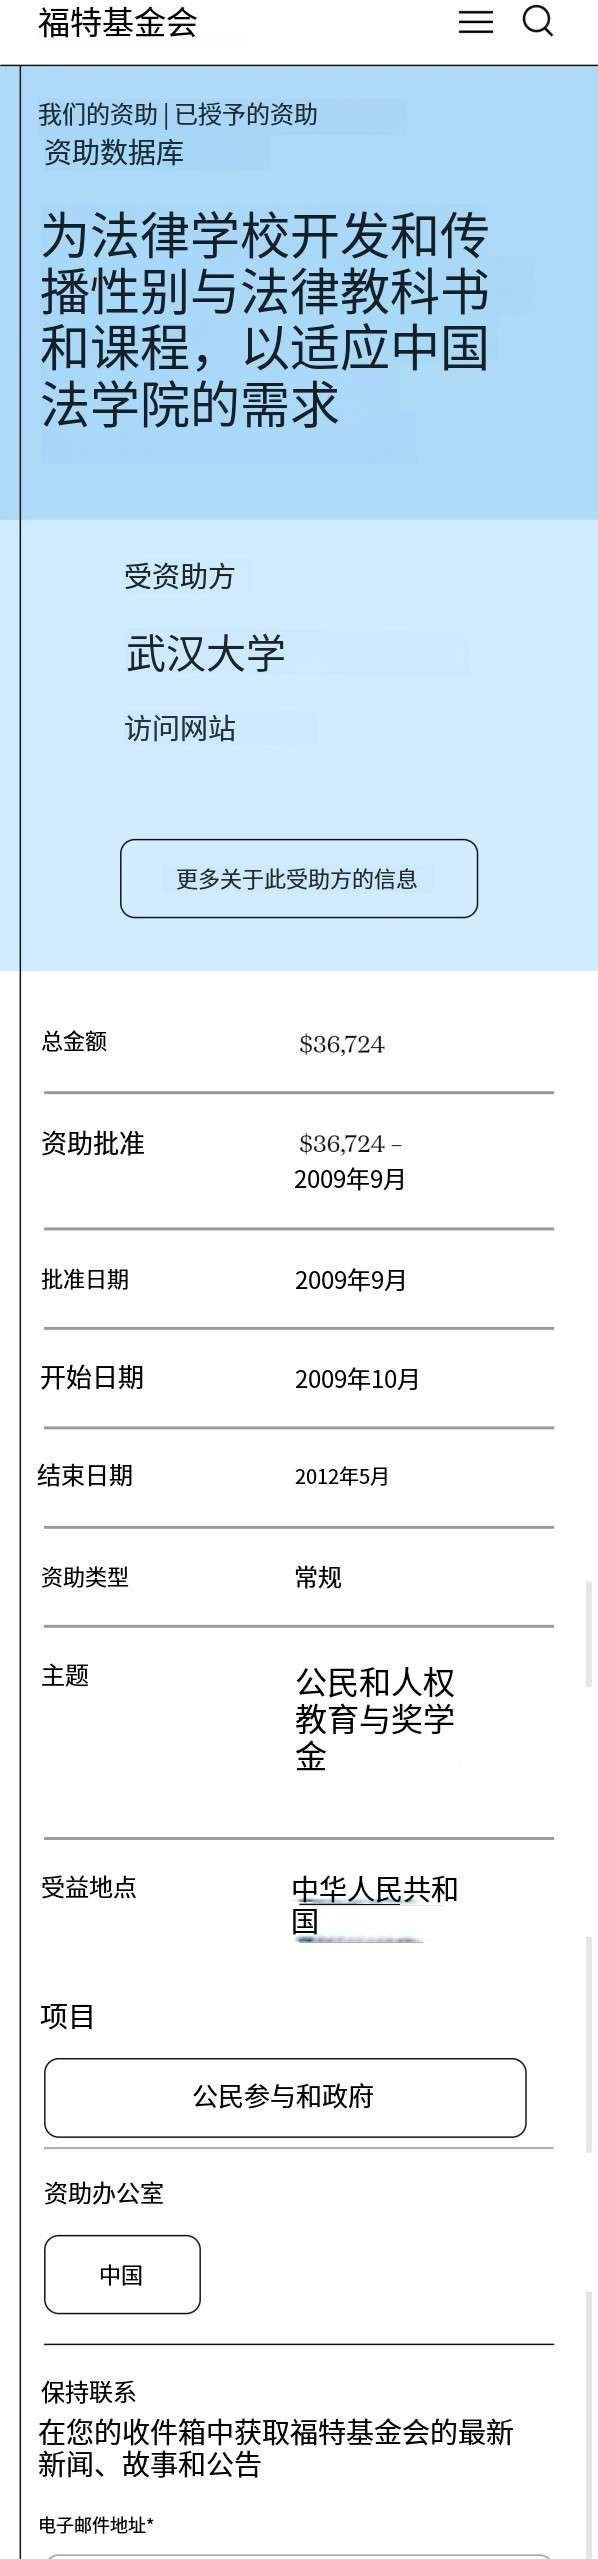 福特基金会
我们的资助 | 已授予的资助
资助数据库
为法律学校开发和传
播性别与法律教科书
和课程，以适应中国
法学院的需求
受资助方
武汉大学
访问网站
更多关于此受助方的信息
总金额 $36,724
资助批准 $36,724 –
2009年9月
批准日期 2009年9月
开始日期 2009年10月
结束日期 2012年5月
资助类型 常规
主题 公民和人权
教育与奖学
金
受益地点 中华人民共和
国
项目
公民参与和政府
资助办公室
中国
保持联系
在您的收件箱中获取福特基金会的最新
新闻、故事和公告
电子邮件地址*